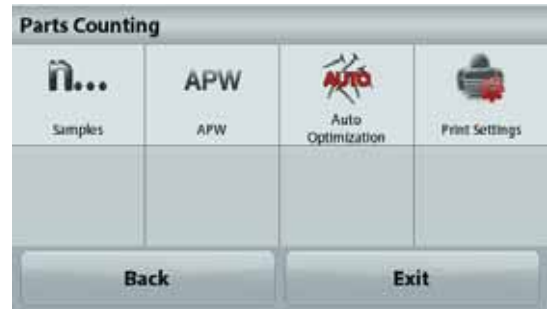 Parts Counting
n...
APW
AUTO
Samples
APW
Auto
Optimization
Print Settings
Back
Exit